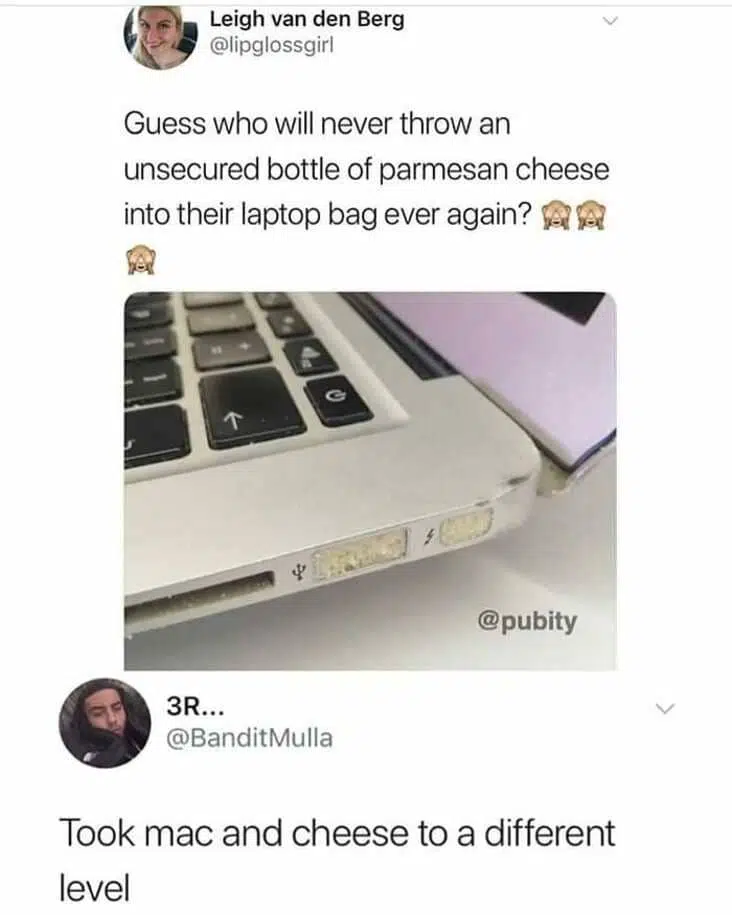 Leigh van den Berg
@lipglossgirl
Guess who will never throw an
unsecured bottle of parmesan cheese
into their laptop bag ever again? 🙈🙈
🙈
@pubity
3R...
@BanditMulla
Took mac and cheese to a different
level